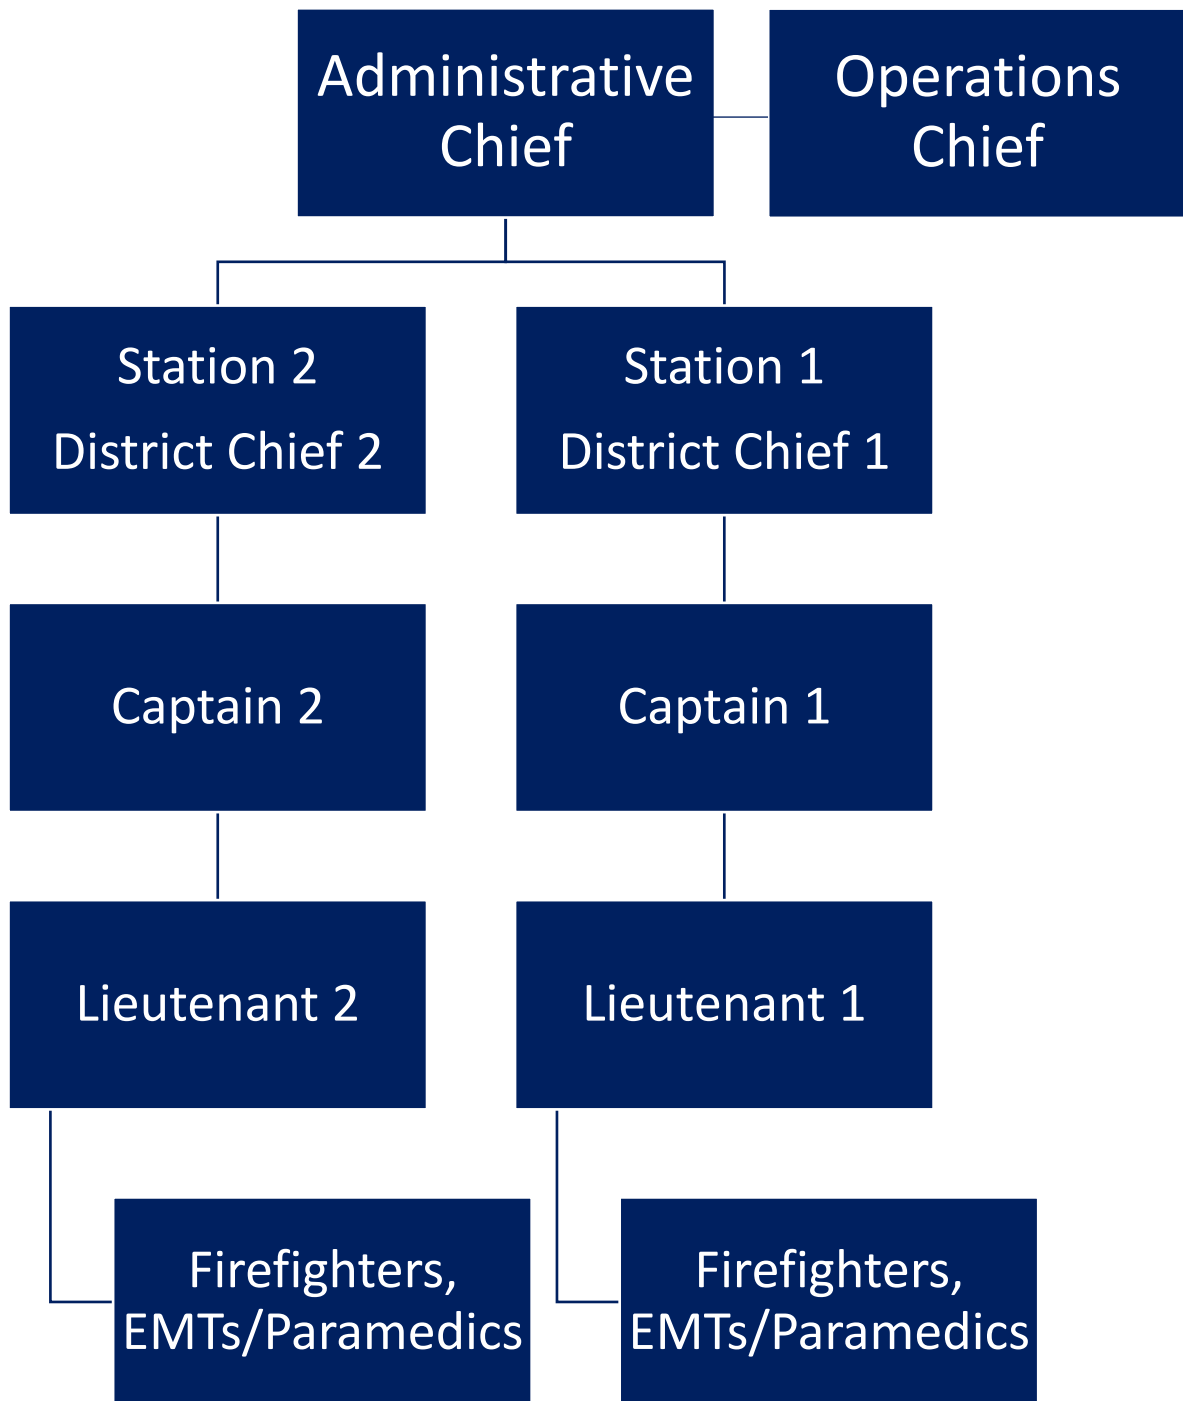 Administrative
Chief
Operations
Chief
Station 2
District Chief 2
Station 1
District Chief 1
Captain 2
Captain 1
Lieutenant 2
Lieutenant 1
Firefighters,
EMTs/Paramedics
Firefighters,
EMTs/Paramedics